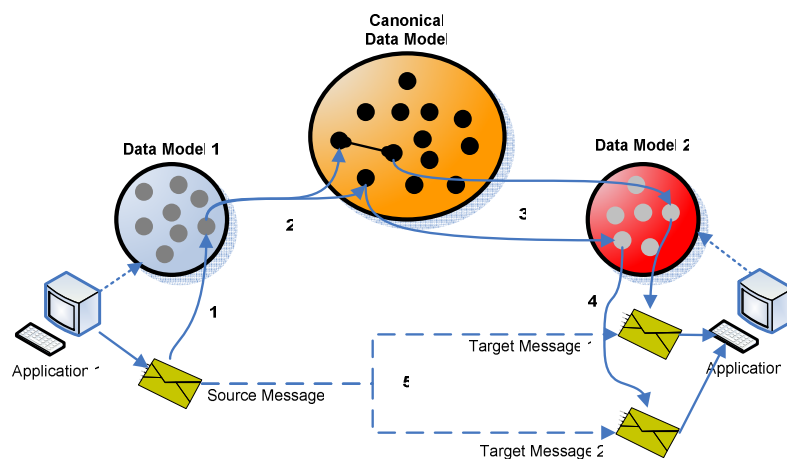 Canonical
Data Model
Data Model 1
Data Model 2
2
3
1
4
Application 1
Source Message
5
Target Message 1
Application
Target Message 2